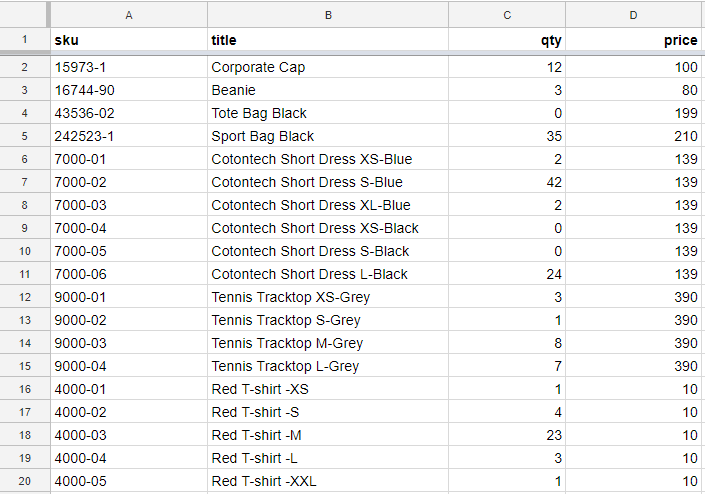 A B C D
1 sku title qty price
2 15973-1 Corporate Cap 12 100
3 16744-90 Beanie 3 80
4 43536-02 Tote Bag Black 0 199
5 242523-1 Sport Bag Black 35 210
6 7000-01 Cotontech Short Dress XS-Blue 2 139
7 7000-02 Cotontech Short Dress S-Blue 42 139
8 7000-03 Cotontech Short Dress XL-Blue 2 139
9 7000-04 Cotontech Short Dress XS-Black 0 139
10 7000-05 Cotontech Short Dress S-Black 0 139
11 7000-06 Cotontech Short Dress L-Black 24 139
12 9000-01 Tennis Tracktop XS-Grey 3 390
13 9000-02 Tennis Tracktop S-Grey 1 390
14 9000-03 Tennis Tracktop M-Grey 8 390
15 9000-04 Tennis Tracktop L-Grey 7 390
16 4000-01 Red T-shirt -XS 1 10
17 4000-02 Red T-shirt -S 4 10
18 4000-03 Red T-shirt -M 23 10
19 4000-04 Red T-shirt -L 3 10
20 4000-05 Red T-shirt -XXL 1 10